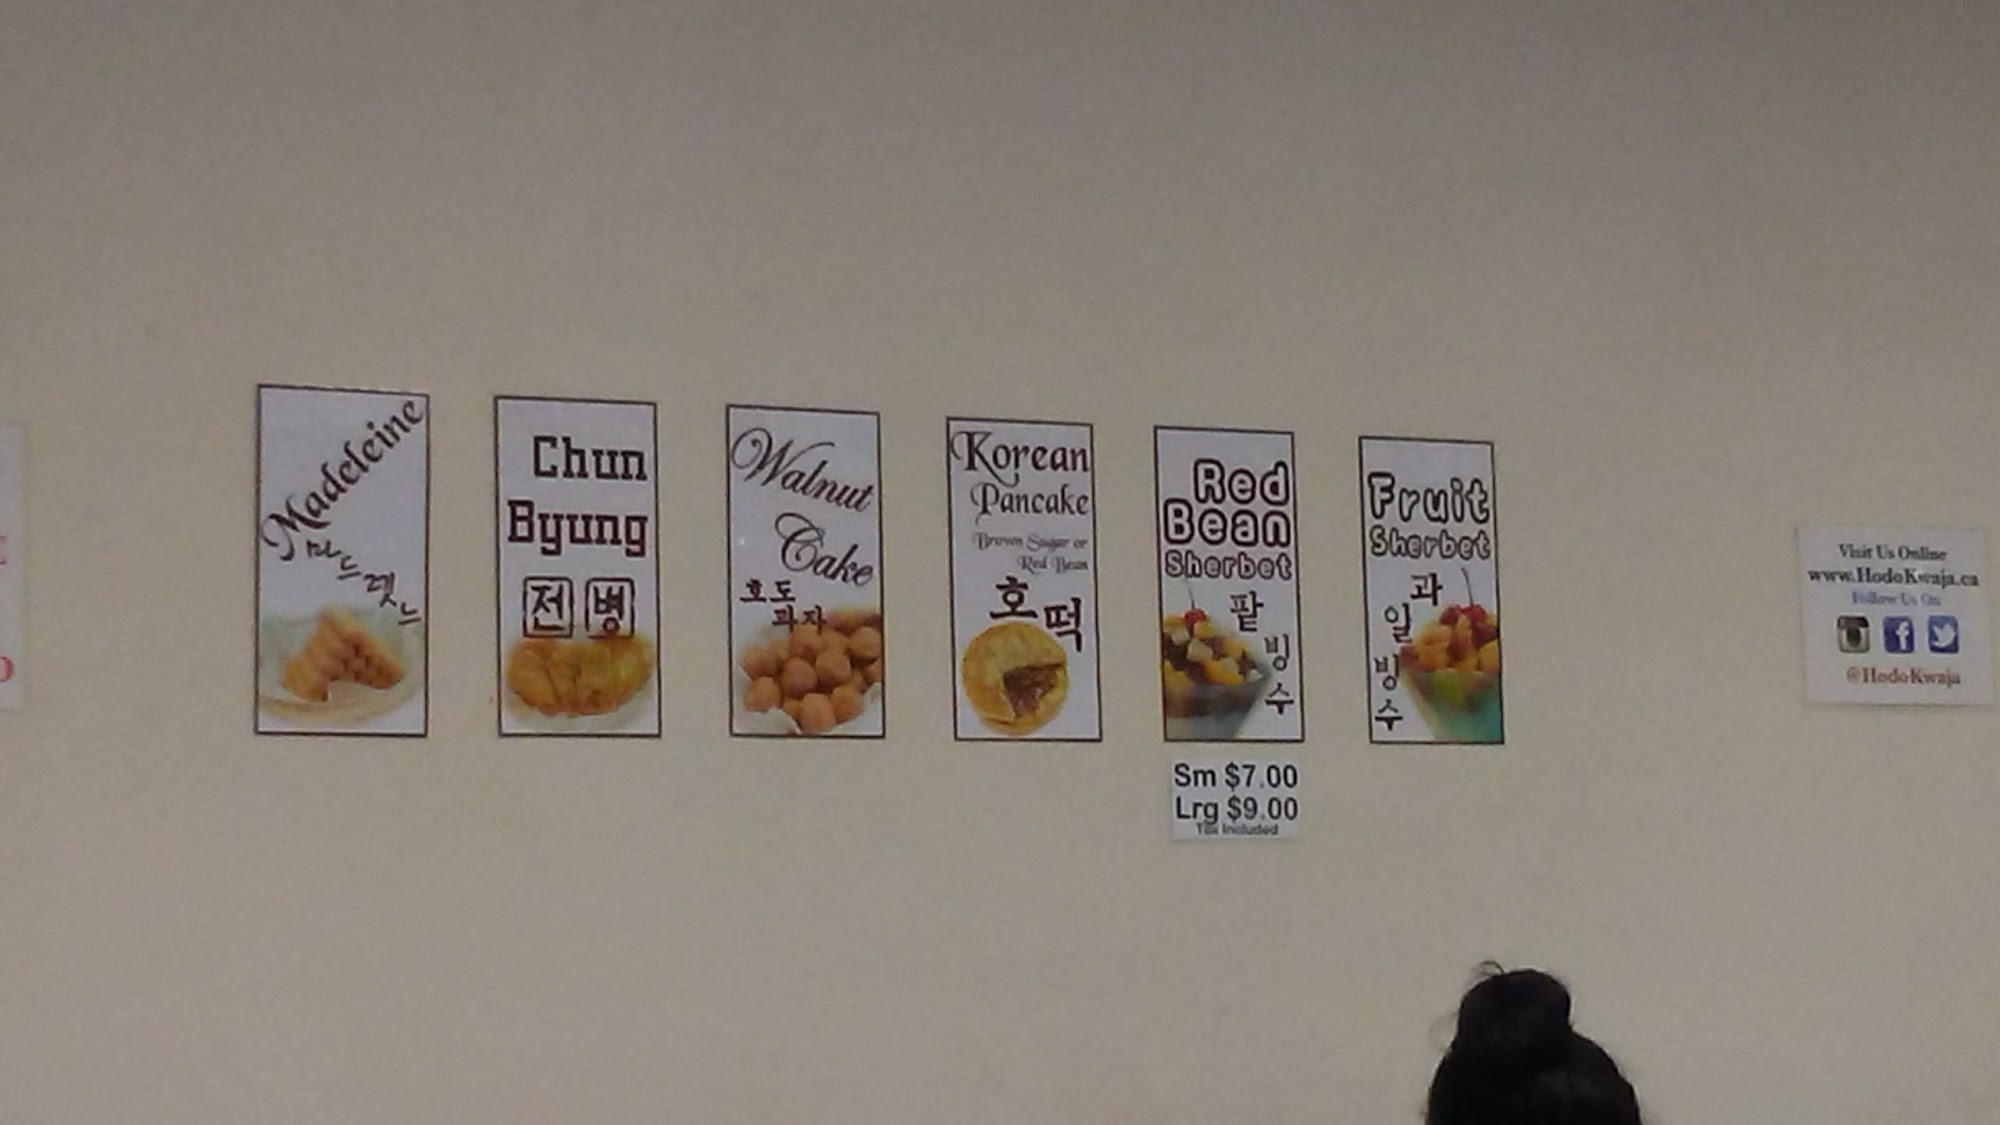 Madeleine
마느렛느
Chun
Byung
전병
Walnut
Cake
호도
과자
Korean
Pancake
Brown Sugar or
Red Bean
호떡
Red
Bean
Sherbet
팥
빙
수
Sm $7.00
Lrg $9.00
Tax Included
Fruit
Sherbet
과
일
빙
수
Visit Us Online
www.HodoKwaja.ca
Follow Us On
@HodoKwaja